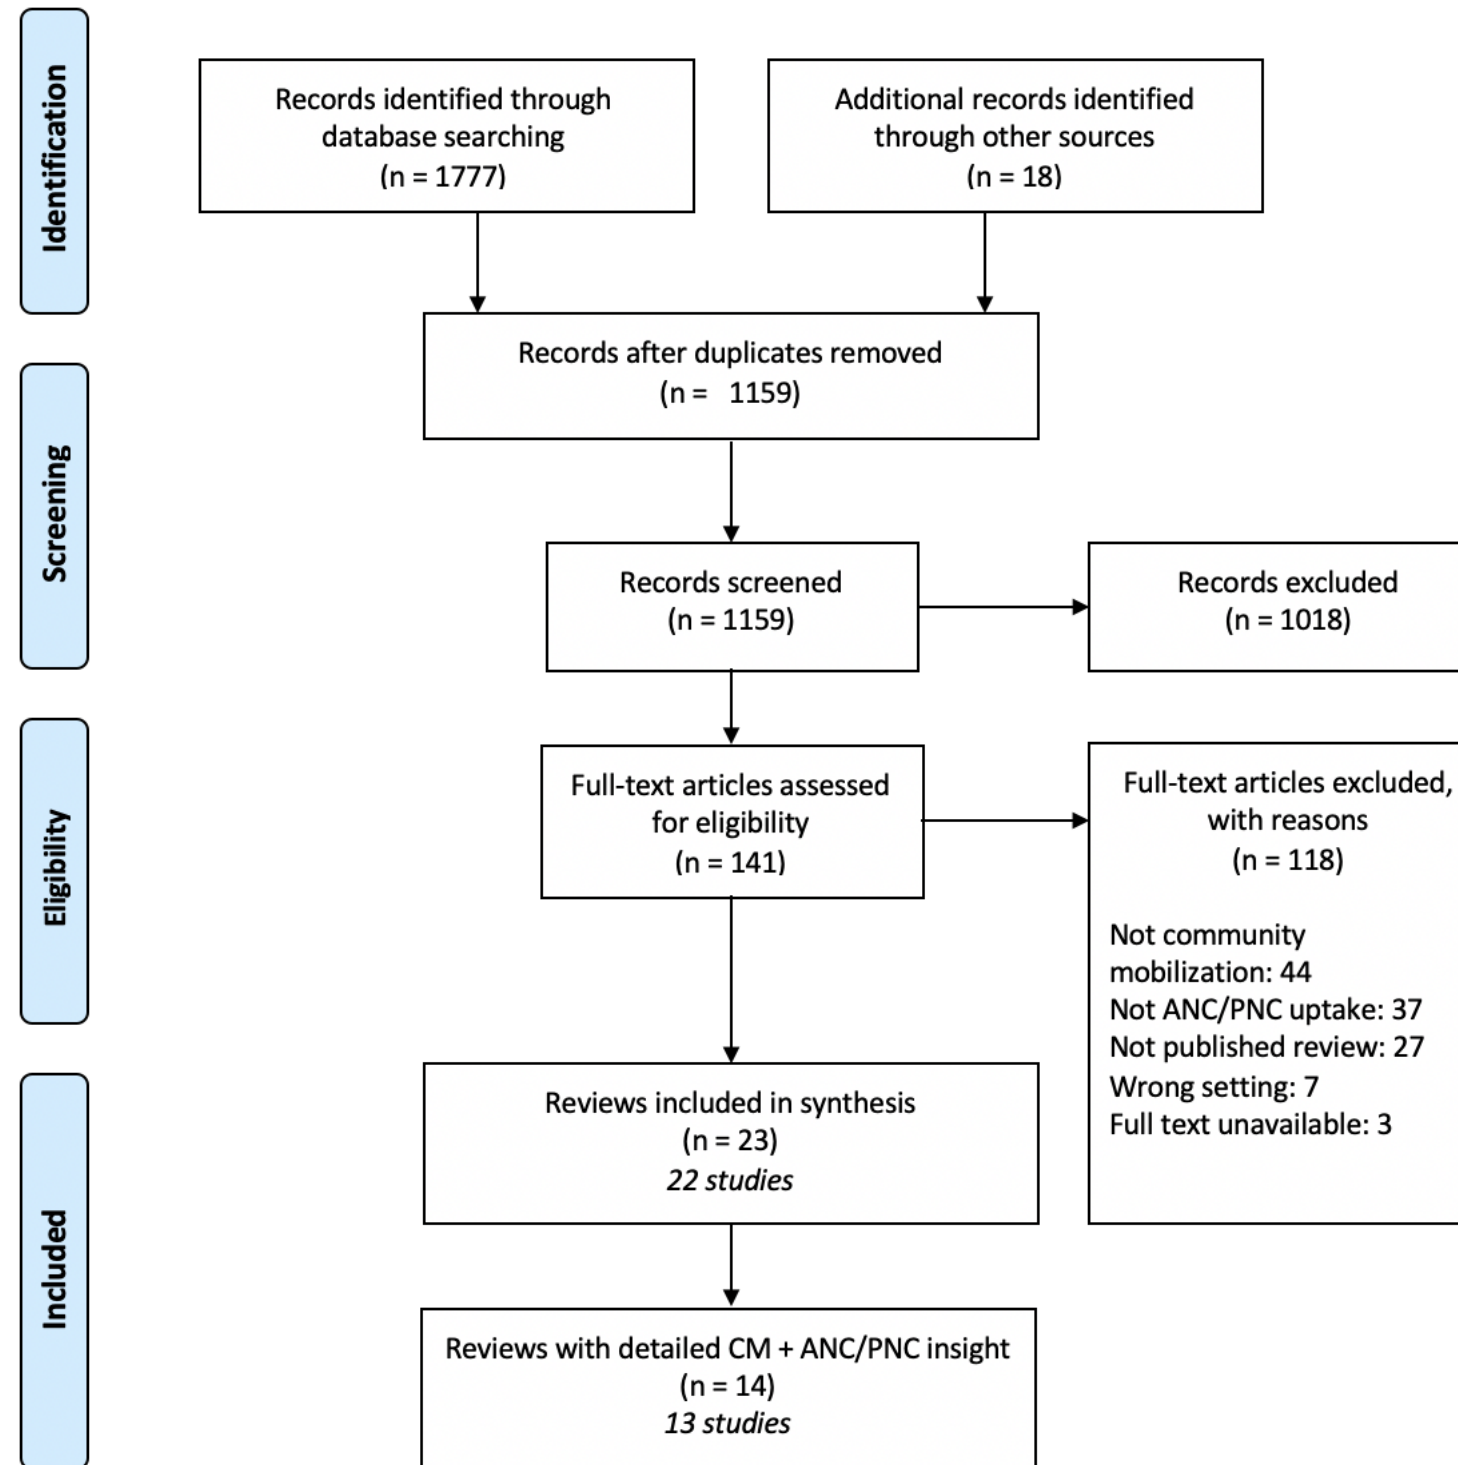 Identification
Records identified through
database searching
(n = 1777)
Additional records identified
through other sources
(n = 18)
Records after duplicates removed
(n =   1159)
Screening
Records screened
(n = 1159)
Records excluded
(n = 1018)
Eligibility
Full-text articles assessed
for eligibility
(n = 141)
Full-text articles excluded,
with reasons
(n = 118)
Not community
mobilization: 44
Not ANC/PNC uptake: 37
Not published review: 27
Wrong setting: 7
Full text unavailable: 3
Included
Reviews included in synthesis
(n = 23)
22 studies
Reviews with detailed CM + ANC/PNC insight
(n = 14)
13 studies